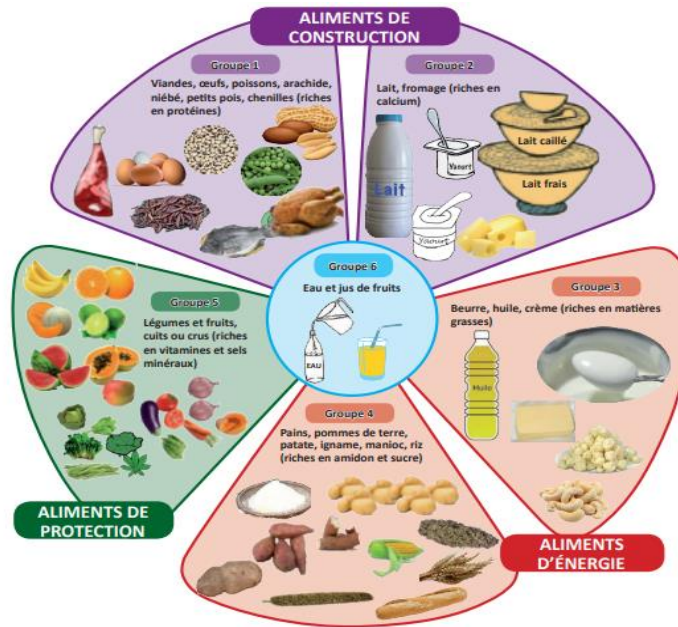 ALIMENTS DE
CONSTRUCTION
Groupe 1
Viandes, œufs, poissons, arachide,
niébé, petits pois, chenilles (riches
en protéines)
Groupe 2
Lait, fromage (riches en
calcium)
Lait
Yaourt
Yaourt
Lait caillé
Lait frais
Groupe 6
Eau et jus de fruits
EAU
Groupe 3
Beurre, huile, crème (riches en matières
grasses)
Huile
Groupe 5
Légumes et fruits,
cuits ou crus (riches
en vitamines et sels
minéraux)
Groupe 4
Pains, pommes de terre,
patate, igname, manioc, riz
(riches en amidon et sucre)
ALIMENTS DE
PROTECTION
ALIMENTS
D’ÉNERGIE